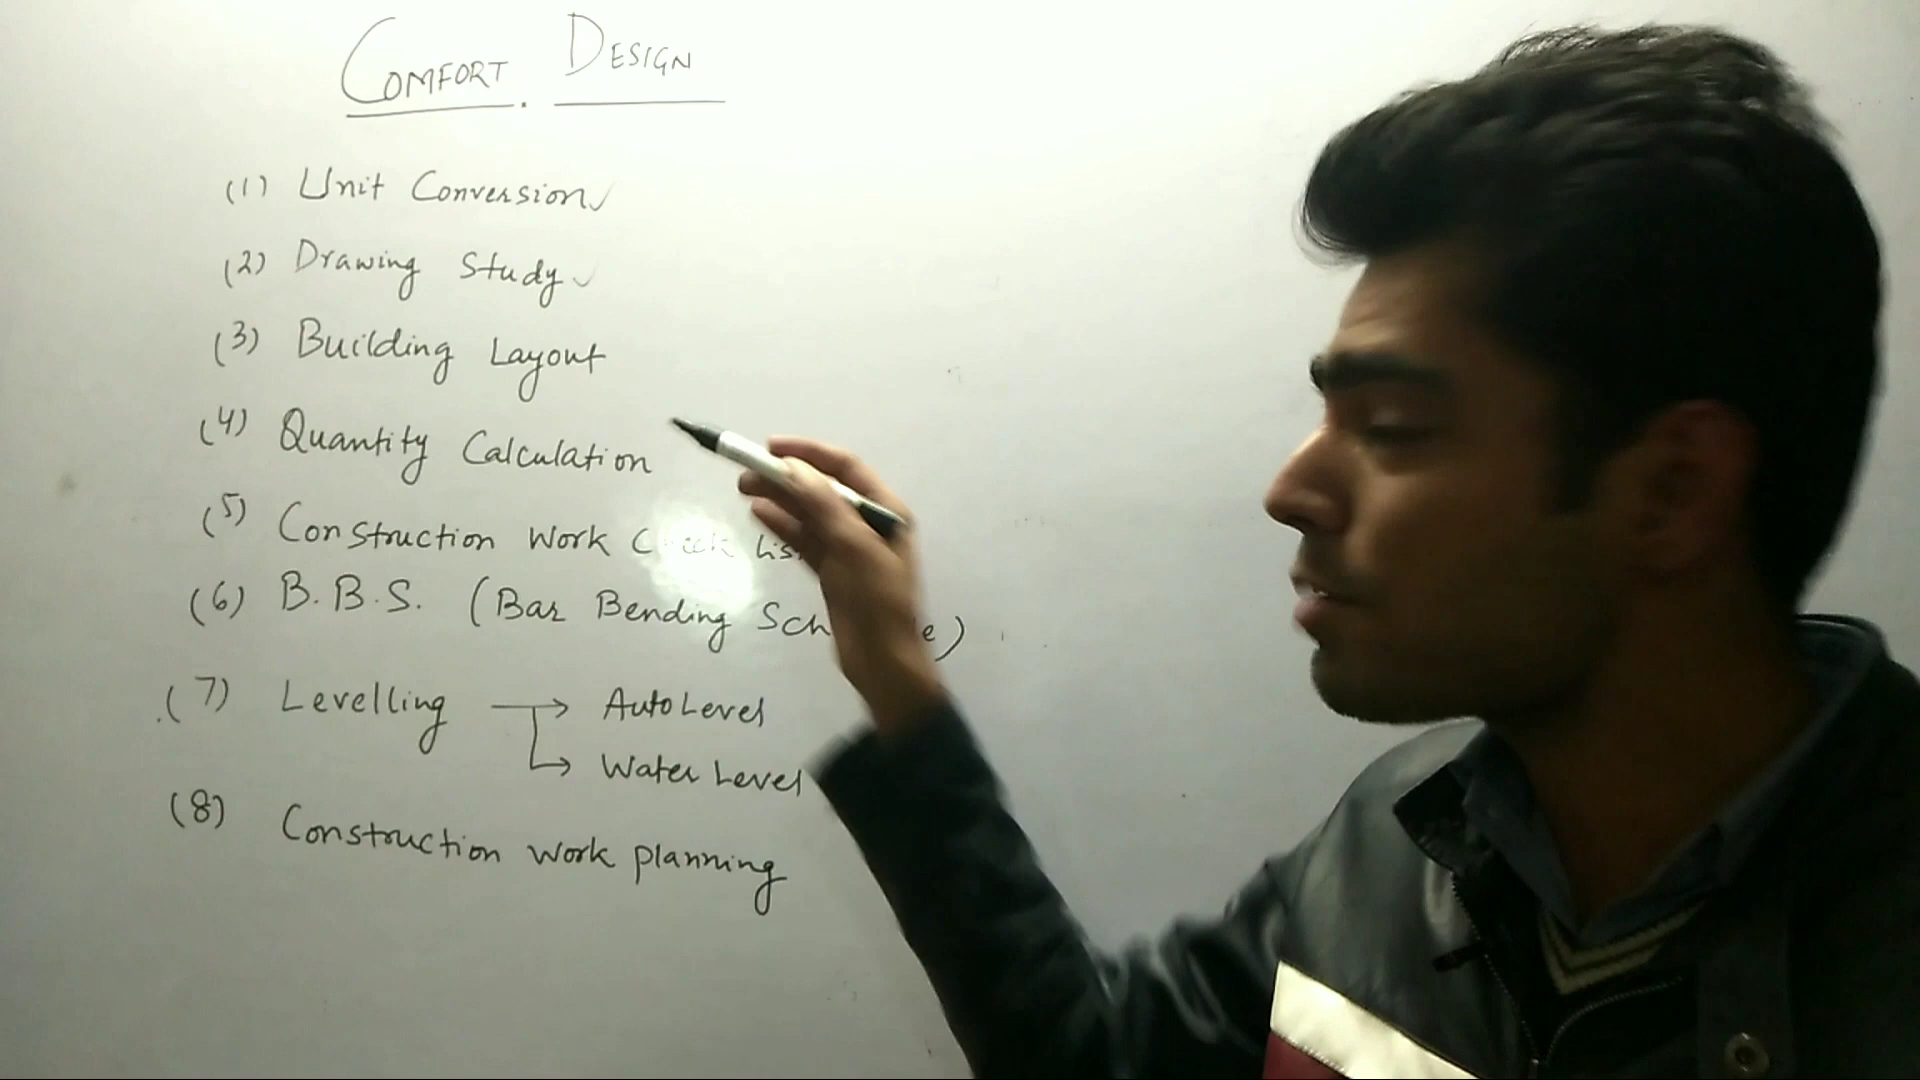 COMFORT DESIGN
(1) Unit Conversion
(2) Drawing Study
(3) Building Layout
(4) Quantity Calculation
(5) Construction Work
(6) B.B.S. (Bar Bending
(7) Levelling → Auto Level
→ Water Level
(8) Construction Work planning